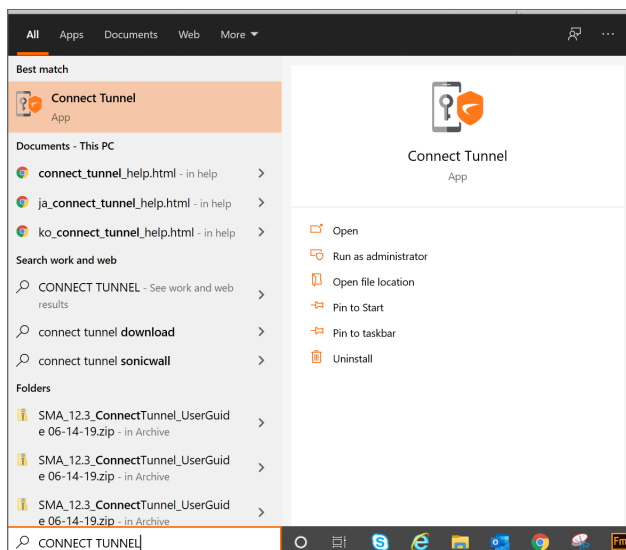 All Apps Documents Web More
Best match
Connect Tunnel
App
Documents - This PC
connect_tunnel_help.html - in help
ja_connect_tunnel_help.html - in help
ko_connect_tunnel_help.html - in help
Search work and web
CONNECT TUNNEL - See work and web
results
connect tunnel download
connect tunnel sonicwall
Folders
SMA_12.3_ConnectTunnel_UserGuid
e 06-14-19.zip - in Archive
SMA_12.3_ConnectTunnel_UserGuid
e 06-14-19.zip - in Archive
SMA_12.3_ConnectTunnel_UserGuid
e 06-14-19.zip - in Archive
CONNECT TUNNEL
Connect Tunnel
App
Open
Run as administrator
Open file location
Pin to Start
Pin to taskbar
Uninstall
Fm